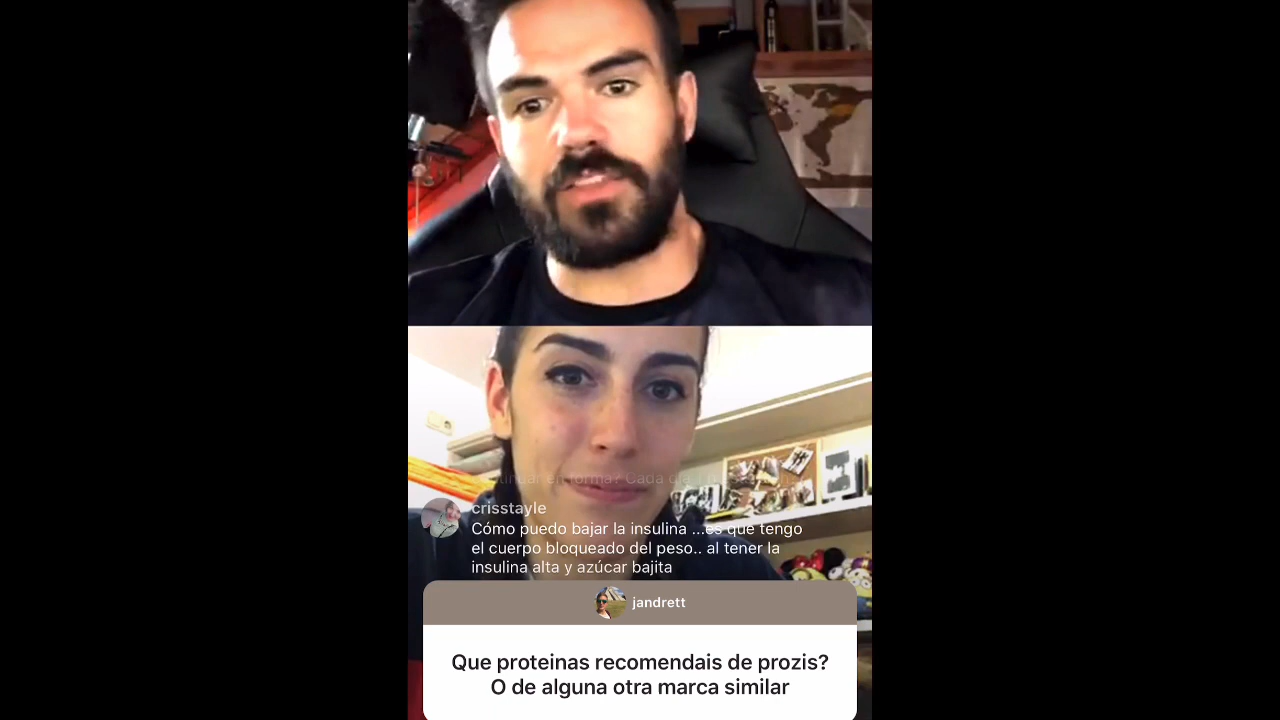 crisstayle
Cómo puedo bajar la insulina ...es que tengo
el cuerpo bloqueado del peso.. al tener la
insulina alta y azúcar bajita
jandrett
Que proteinas recomendais de prozis?
O de alguna otra marca similar